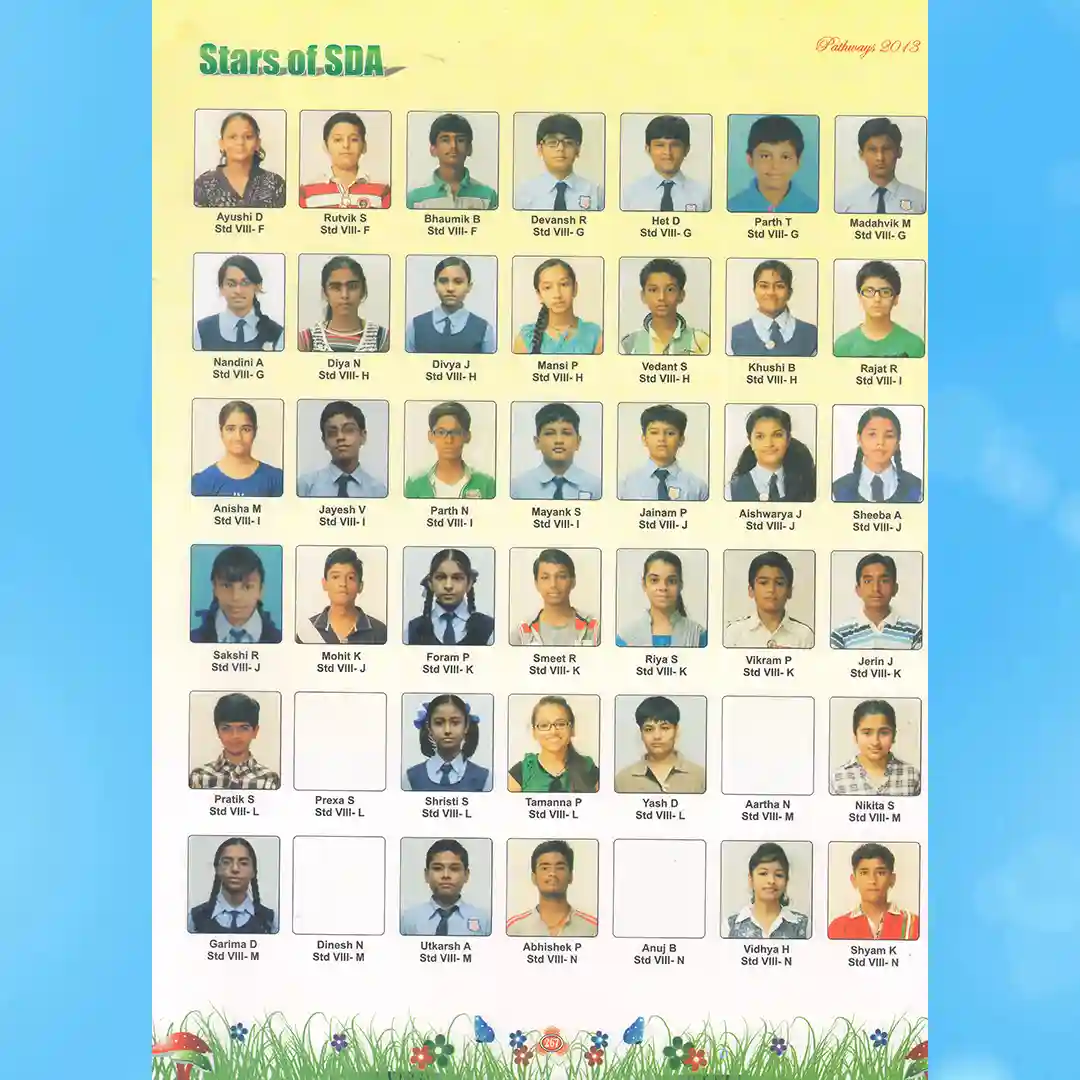 Stars of SDA
Pathways 2013
Ayushi D
Std VIII- F
Rutvik S
Std VIII- F
Bhaumik B
Std VIII- F
Devansh R
Std VIII- G
Het D
Std VIII- G
Parth T
Std VIII- G
Madahvik M
Std VIII- G
Nandini A
Std VIII- G
Diya N
Std VIII- H
Divya J
Std VIII- H
Mansi P
Std VIII- H
Vedant S
Std VIII- H
Khushi B
Std VIII- H
Rajat R
Std VIII- I
Anisha M
Std VIII- I
Jayesh V
Std VIII- I
Parth N
Std VIII- I
Mayank S
Std VIII- I
Jainam P
Std VIII- J
Aishwarya J
Std VIII- J
Sheeba A
Std VIII- J
Sakshi R
Std VIII- J
Mohit K
Std VIII- J
Foram P
Std VIII- K
Smeet R
Std VIII- K
Riya S
Std VIII- K
Vikram P
Std VIII- K
Jerin J
Std VIII- K
Pratik S
Std VIII- L
Prexa S
Std VIII- L
Shristi S
Std VIII- L
Tamanna P
Std VIII- L
Yash D
Std VIII- L
Aartha N
Std VIII- M
Nikita S
Std VIII- M
Garima D
Std VIII- M
Dinesh N
Std VIII- M
Utkarsh A
Std VIII- M
Abhishek P
Std VIII- N
Anuj B
Std VIII- N
Vidhya H
Std VIII- N
Shyam K
Std VIII- N
267